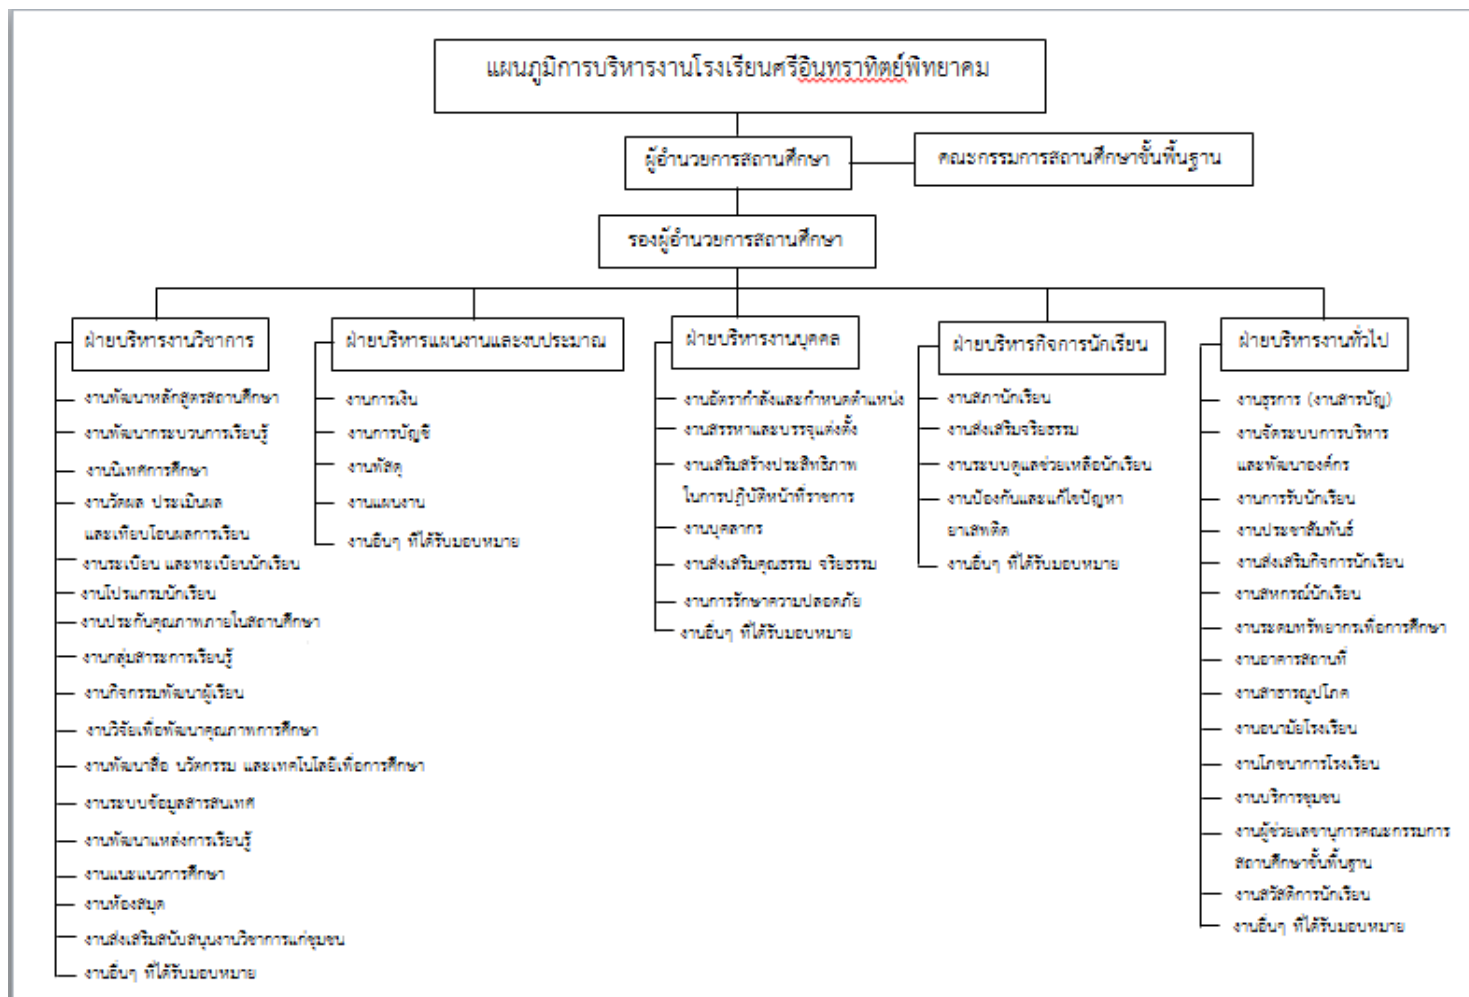 แผนภูมิการบริหารงานโรงเรียนศรีอินทราทิตย์พิทยาคม
ผู้อำนวยการสถานศึกษา
คณะกรรมการสถานศึกษาขั้นพื้นฐาน
รองผู้อำนวยการสถานศึกษา
ฝ่ายบริหารงานวิชาการ
งานพัฒนาหลักสูตรสถานศึกษา
งานพัฒนากระบวนการเรียนรู้
งานนิเทศการศึกษา
งานวัดผล ประเมินผล
และเทียบโอนผลการเรียน
งานระเบียน และทะเบียนนักเรียน
งานโปรแกรมนักเรียน
งานประกันคุณภาพภายในสถานศึกษา
งานกลุ่มสาระการเรียนรู้
งานกิจกรรมพัฒนาผู้เรียน
งานวิจัยเพื่อพัฒนาคุณภาพการศึกษา
งานพัฒนาสื่อ นวัตกรรม และเทคโนโลยีเพื่อการศึกษา
งานระบบข้อมูลสารสนเทศ
งานพัฒนาแหล่งการเรียนรู้
งานแนะแนวการศึกษา
งานห้องสมุด
งานส่งเสริมสนับสนุนงานวิชาการแก่ชุมชน
งานอื่นๆ ที่ได้รับมอบหมาย
ฝ่ายบริหารแผนงานและงบประมาณ
งานการเงิน
งานการบัญชี
งานพัสดุ
งานแผนงาน
งานอื่นๆ ที่ได้รับมอบหมาย
ฝ่ายบริหารงานบุคคล
งานอัตรากำลังและกำหนดตำแหน่ง
งานสรรหาและบรรจุแต่งตั้ง
งานเสริมสร้างประสิทธิภาพ
ในการปฏิบัติหน้าที่ราชการ
งานบุคลากร
งานส่งเสริมคุณธรรม จริยธรรม
งานการรักษาความปลอดภัย
งานอื่นๆ ที่ได้รับมอบหมาย
ฝ่ายบริหารกิจการนักเรียน
งานสภานักเรียน
งานส่งเสริมจริยธรรม
งานระบบดูแลช่วยเหลือนักเรียน
งานป้องกันและแก้ไขปัญหา
ยาเสพติด
งานอื่นๆ ที่ได้รับมอบหมาย
ฝ่ายบริหารงานทั่วไป
งานธุรการ (งานสารบัญ)
งานจัดระบบการบริหาร
และพัฒนาองค์กร
งานการรับนักเรียน
งานประชาสัมพันธ์
งานส่งเสริมกิจการนักเรียน
งานสหกรณ์นักเรียน
งานระดมทรัพยากรเพื่อการศึกษา
งานอาคารสถานที่
งานสาธารณูปโภค
งานอนามัยโรงเรียน
งานโภชนาการโรงเรียน
งานบริการชุมชน
งานผู้ช่วยเลขานุการคณะกรรมการ
สถานศึกษาขั้นพื้นฐาน
งานสวัสดิการนักเรียน
งานอื่นๆ ที่ได้รับมอบหมาย